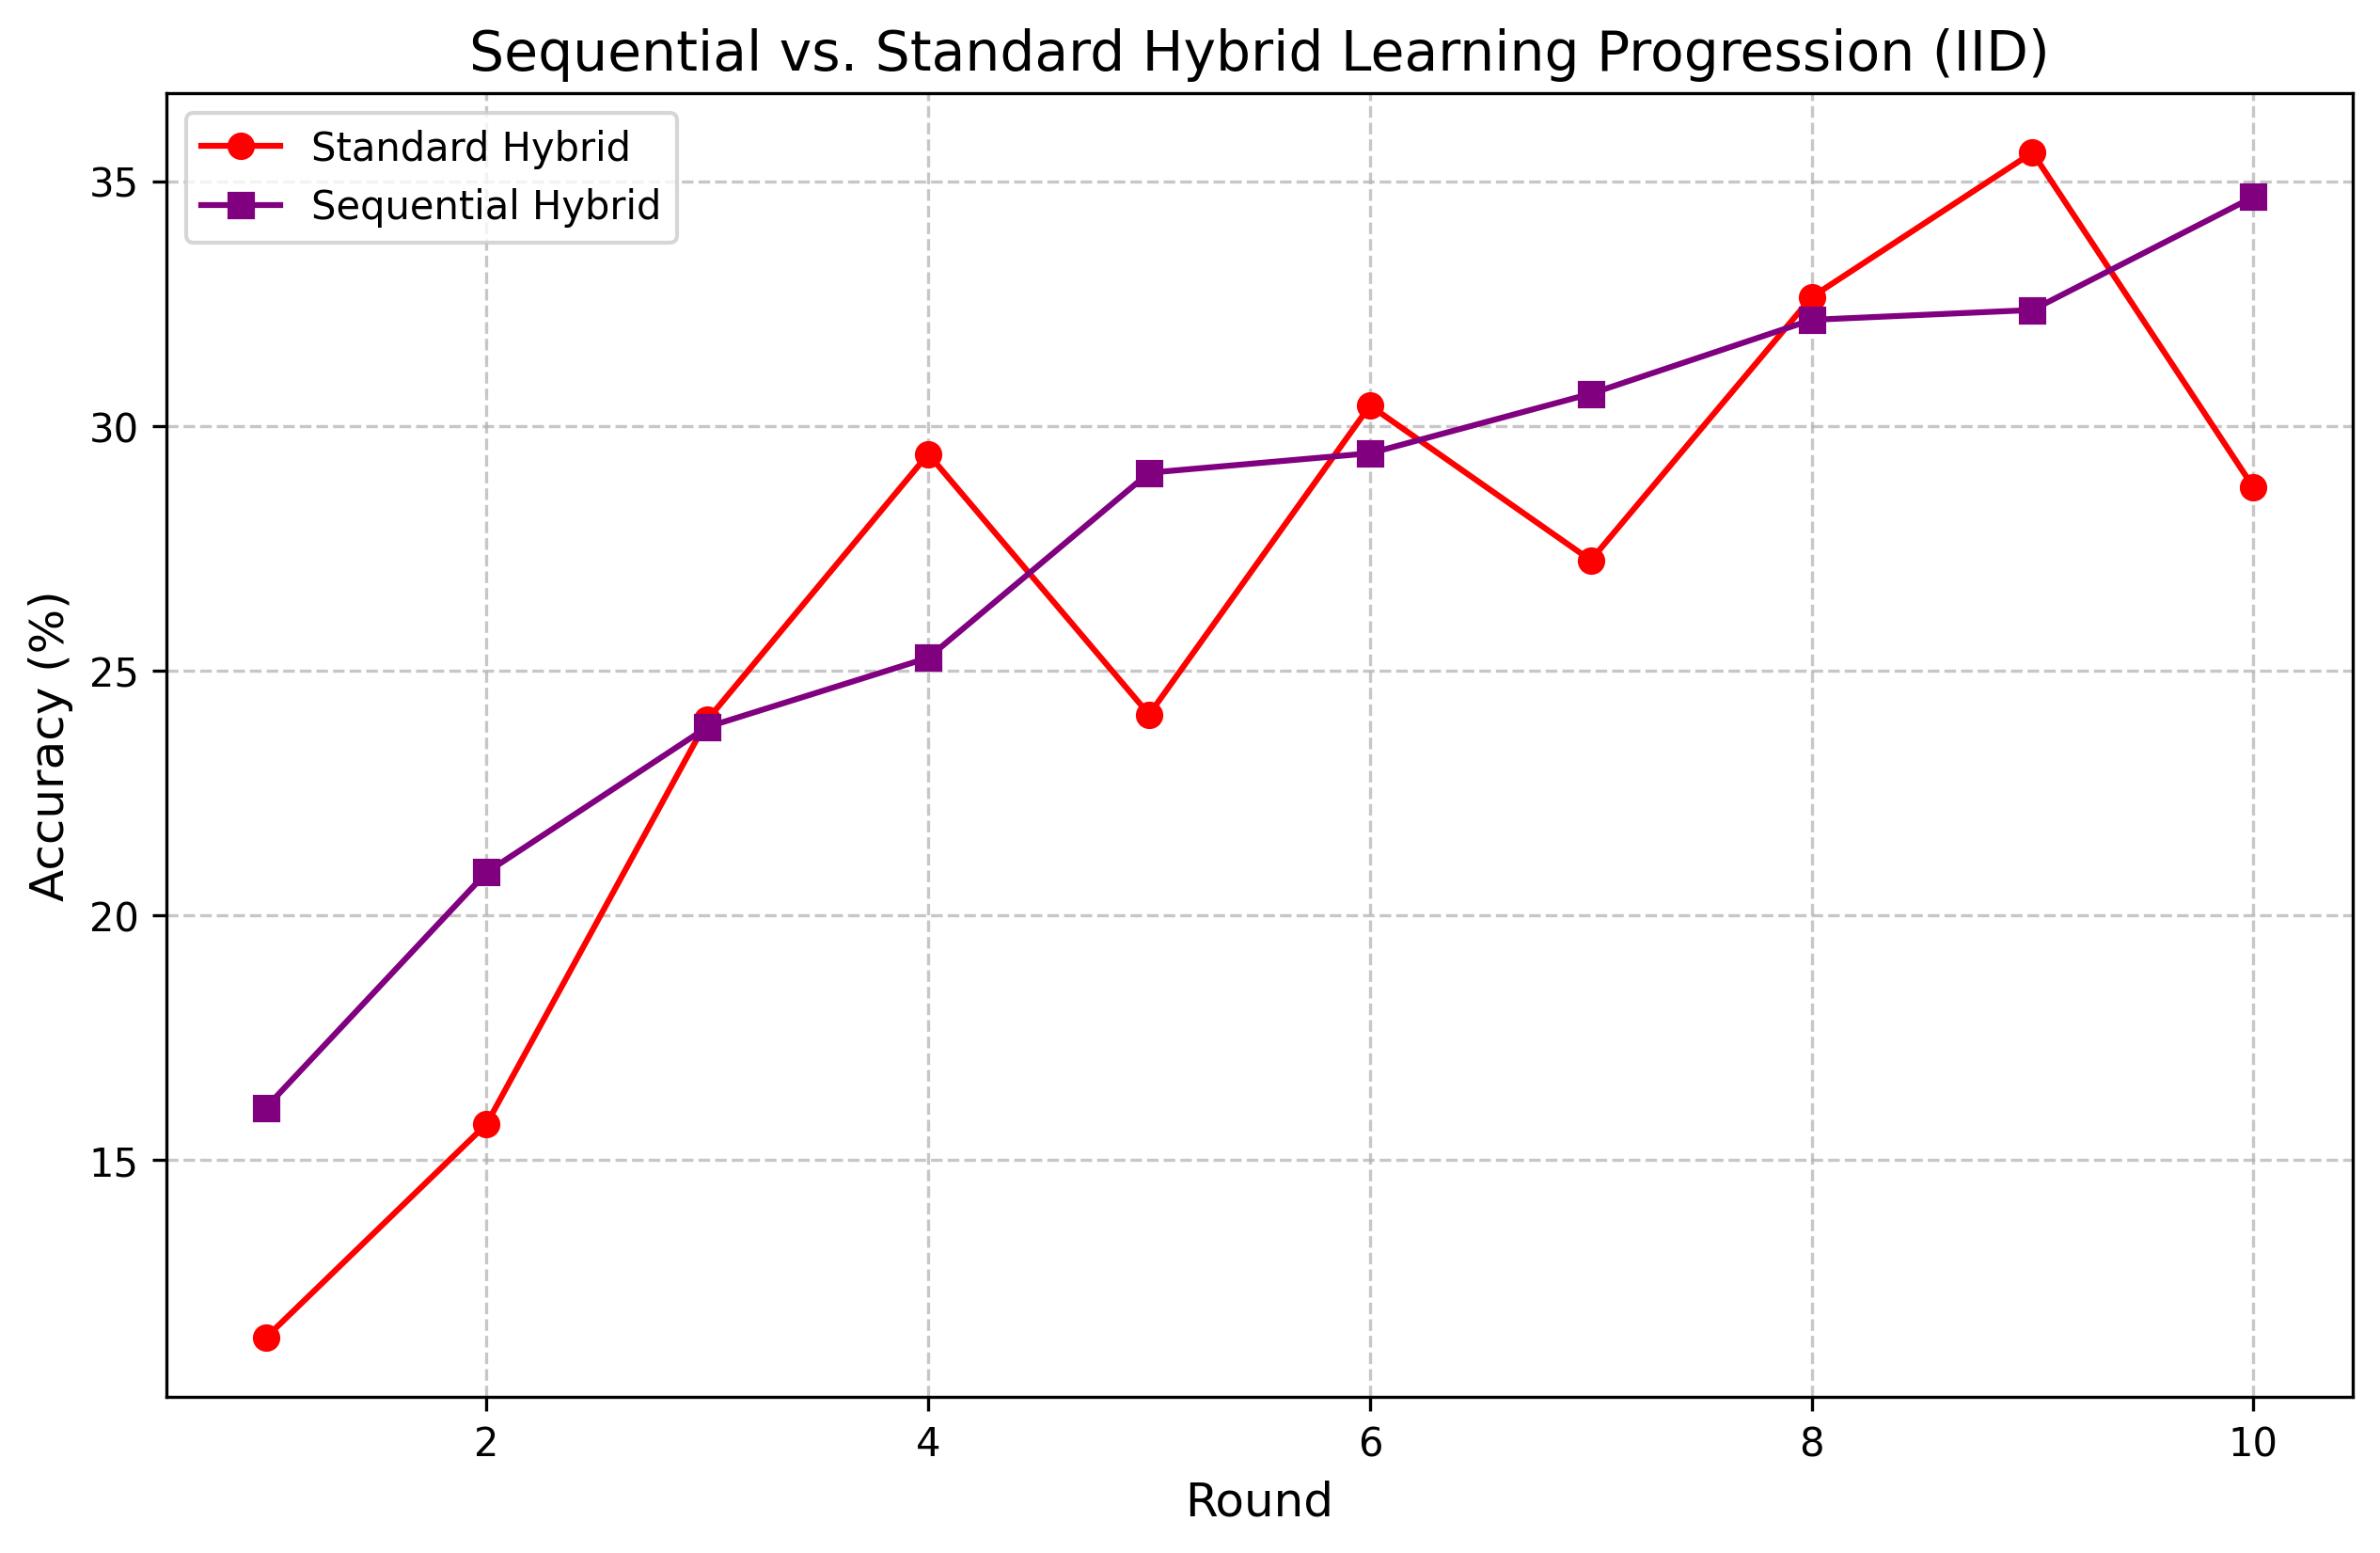 Sequential vs. Standard Hybrid Learning Progression (IID)
Standard Hybrid
Sequential Hybrid
35
30
25
20
15
Accuracy (%)
2 4 6 8 10
Round